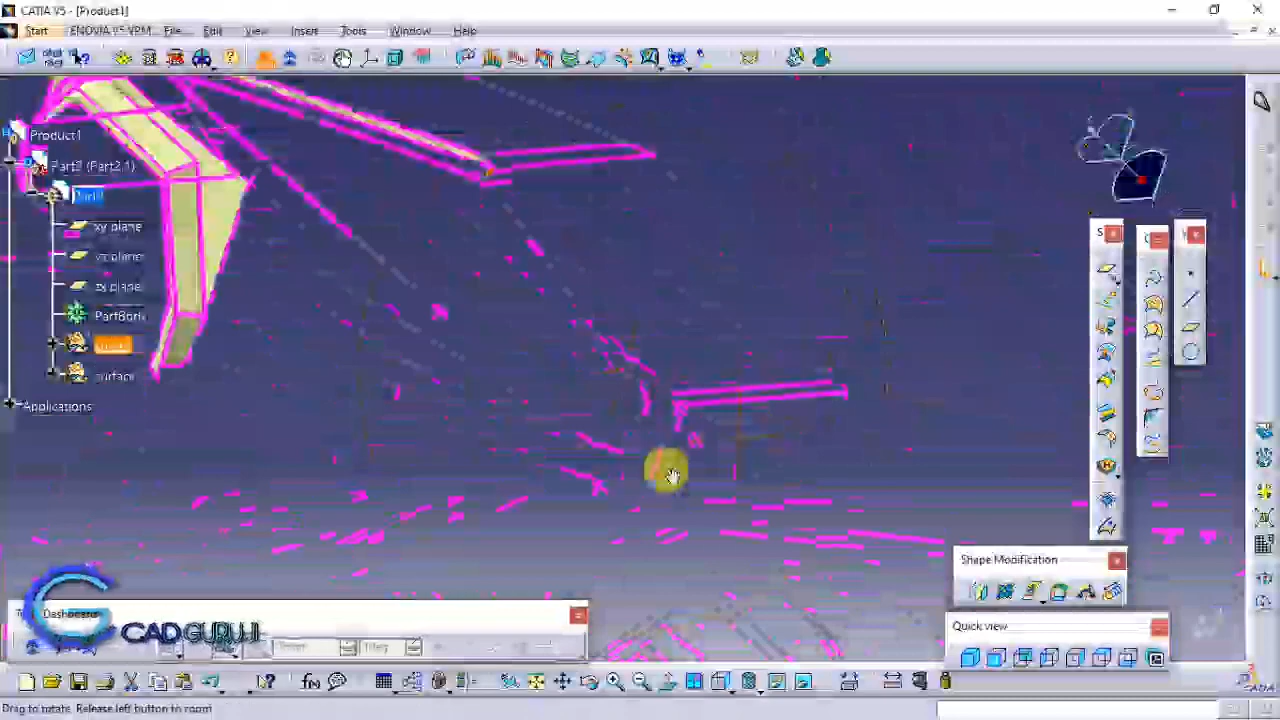 CATIA V5 - [Product1]
Start ENOVIA V5 VPM File Edit View Insert Tools Window Help
Product1
Part2 (Part2.1)
xy plane
yz plane
zx plane
PartBody
surface
Applications
Shape Modification
Quick view
Dashboard
CADGURUJI
CATIA
Drag to rotate. Release left button to zoom